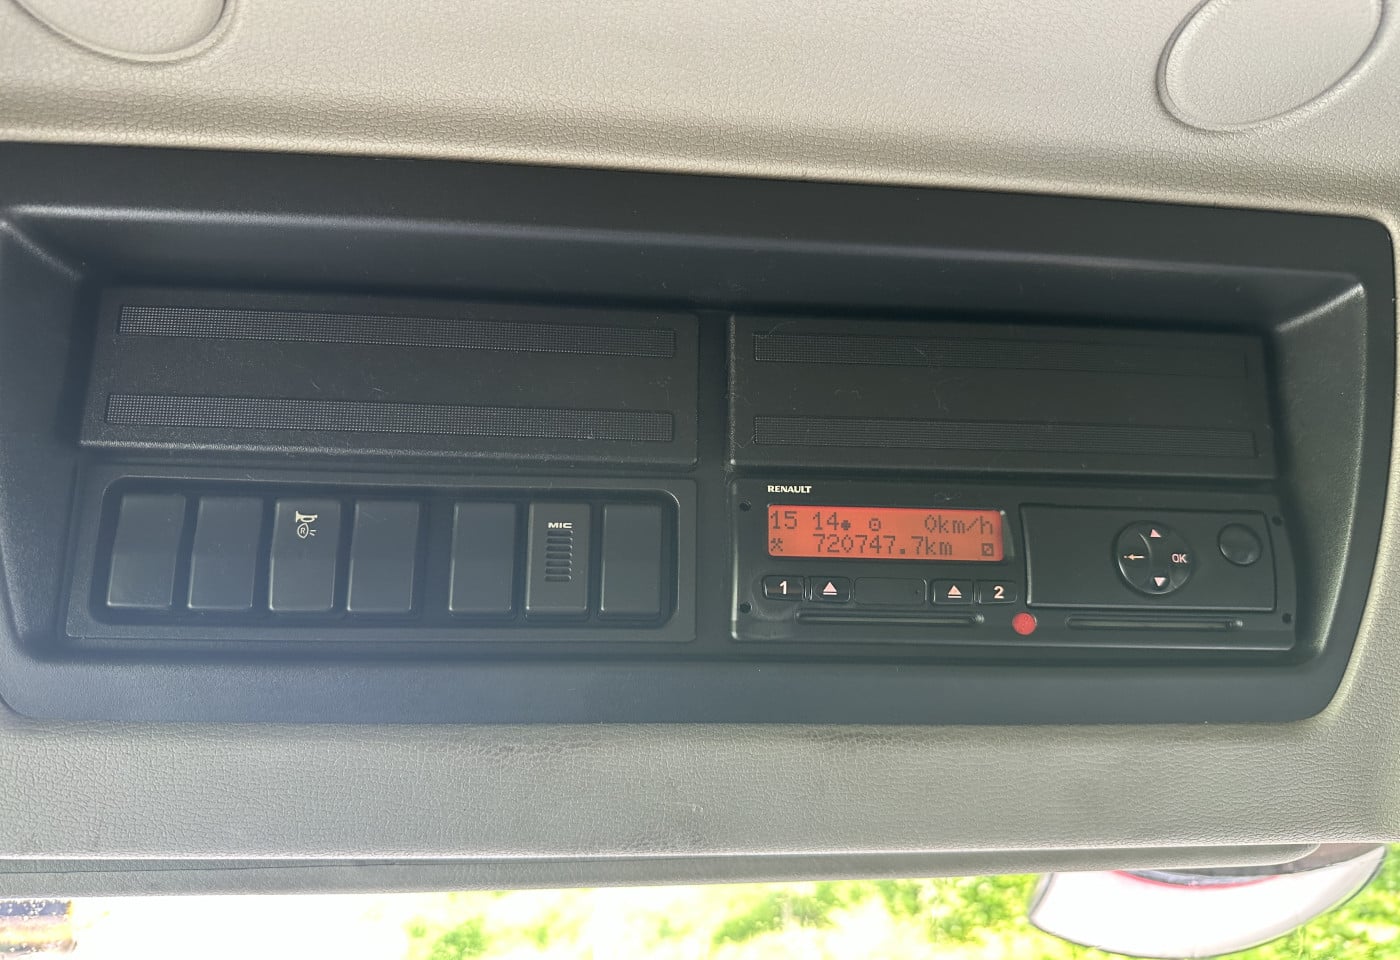 RENAULT
15 14 0km/h
720747.7km
R
MIC
1
2
OK